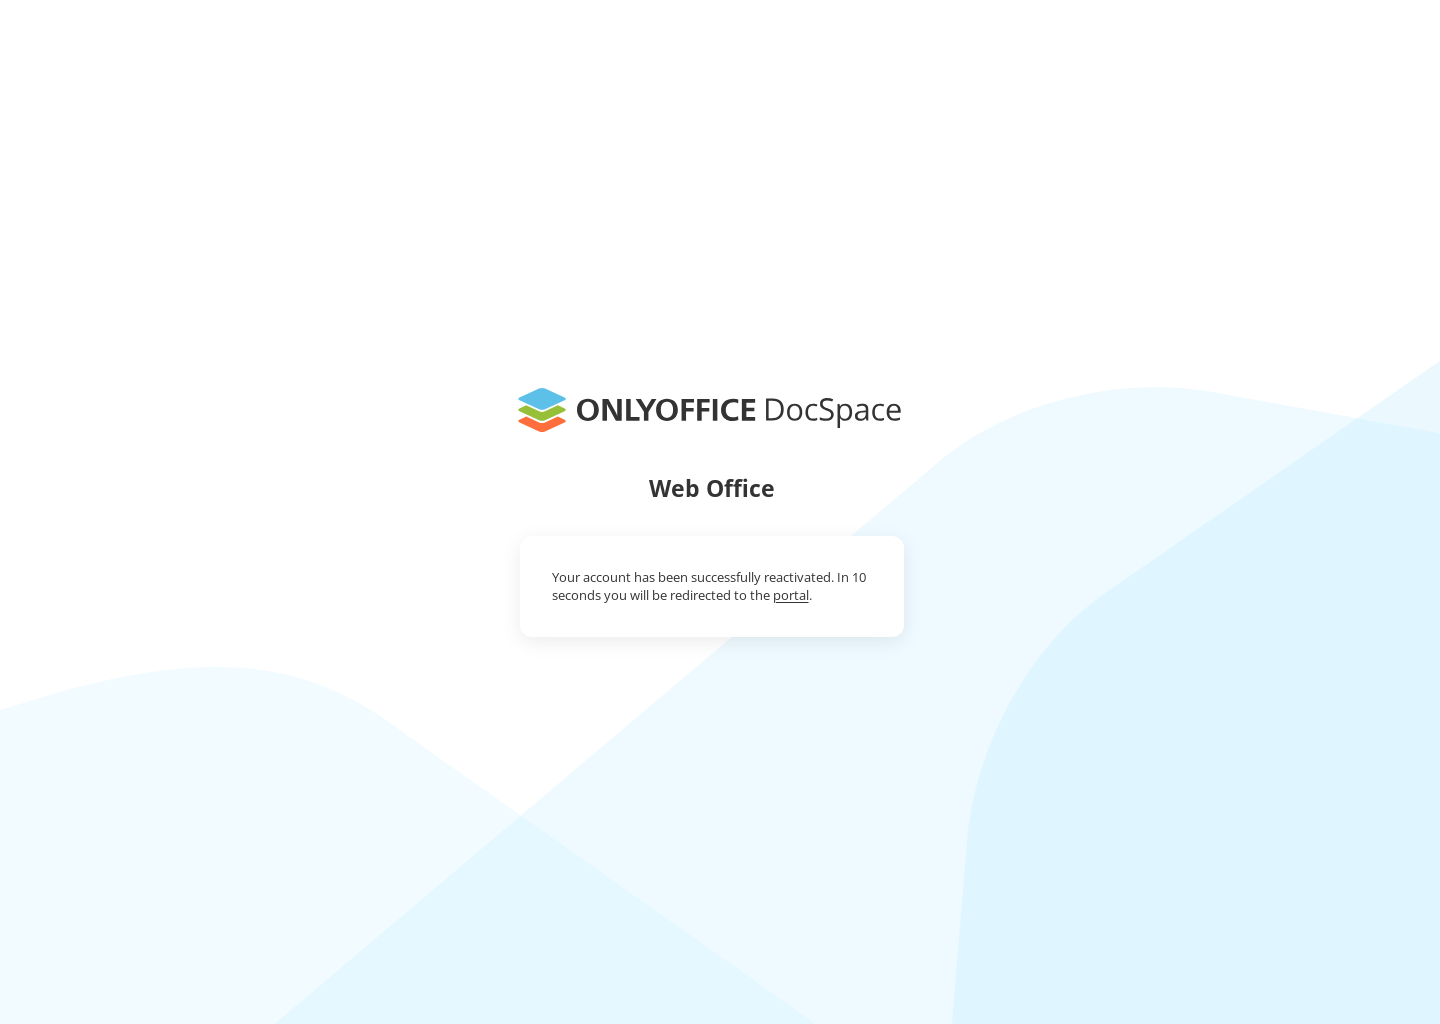 ONLYOFFICE DocSpace
Web Office
Your account has been successfully reactivated. In 10
seconds you will be redirected to the portal.